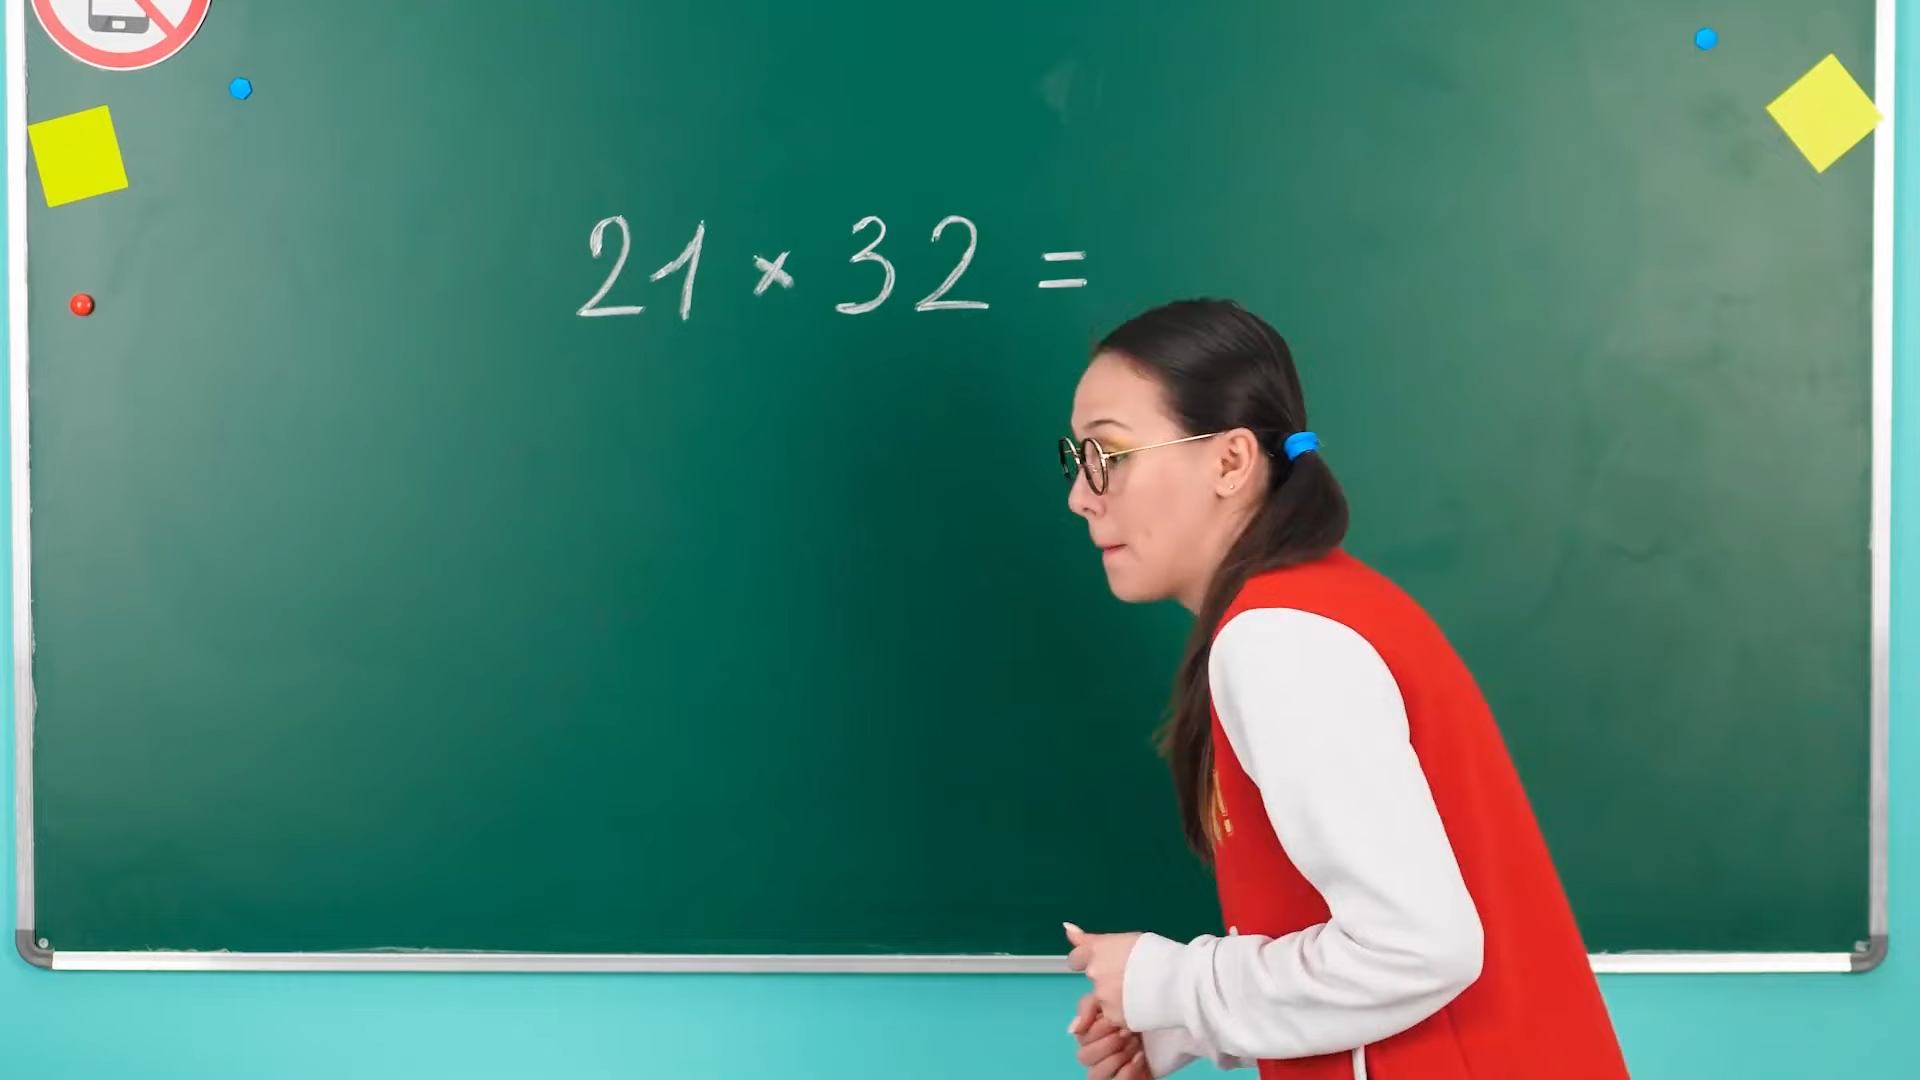 21 × 32 =